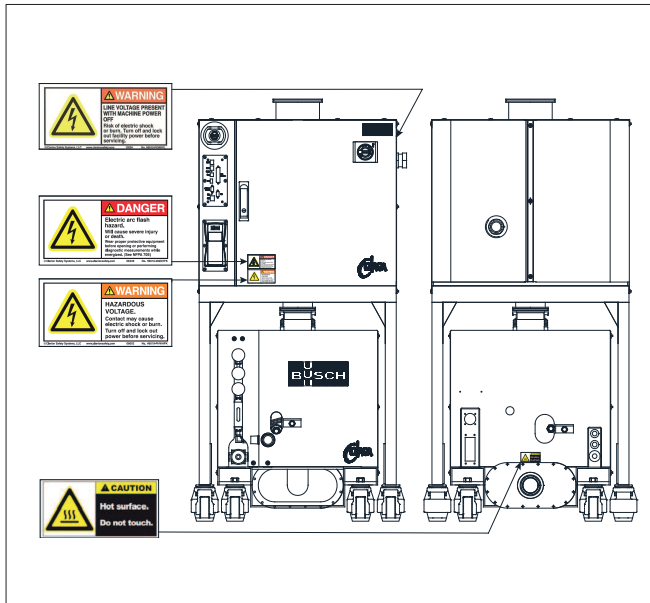 WARNING
LINE VOLTAGE PRESENT
WITH MACHINE POWER
OFF
Risk of electric shock
or burn. Turn off and lock
out facility power before
servicing.
DANGER
Electric arc flash
hazard.
Will cause severe injury
or death.
Wear proper protective equipment
before opening or performing
diagnostic measurements while
energized. (See NFPA 70E)
WARNING
HAZARDOUS
VOLTAGE.
Contact may cause
electric shock or burn.
Turn off and lock out
power before servicing.
CAUTION
Hot surface.
Do not touch.
BUSCH
COBRA
COBRA